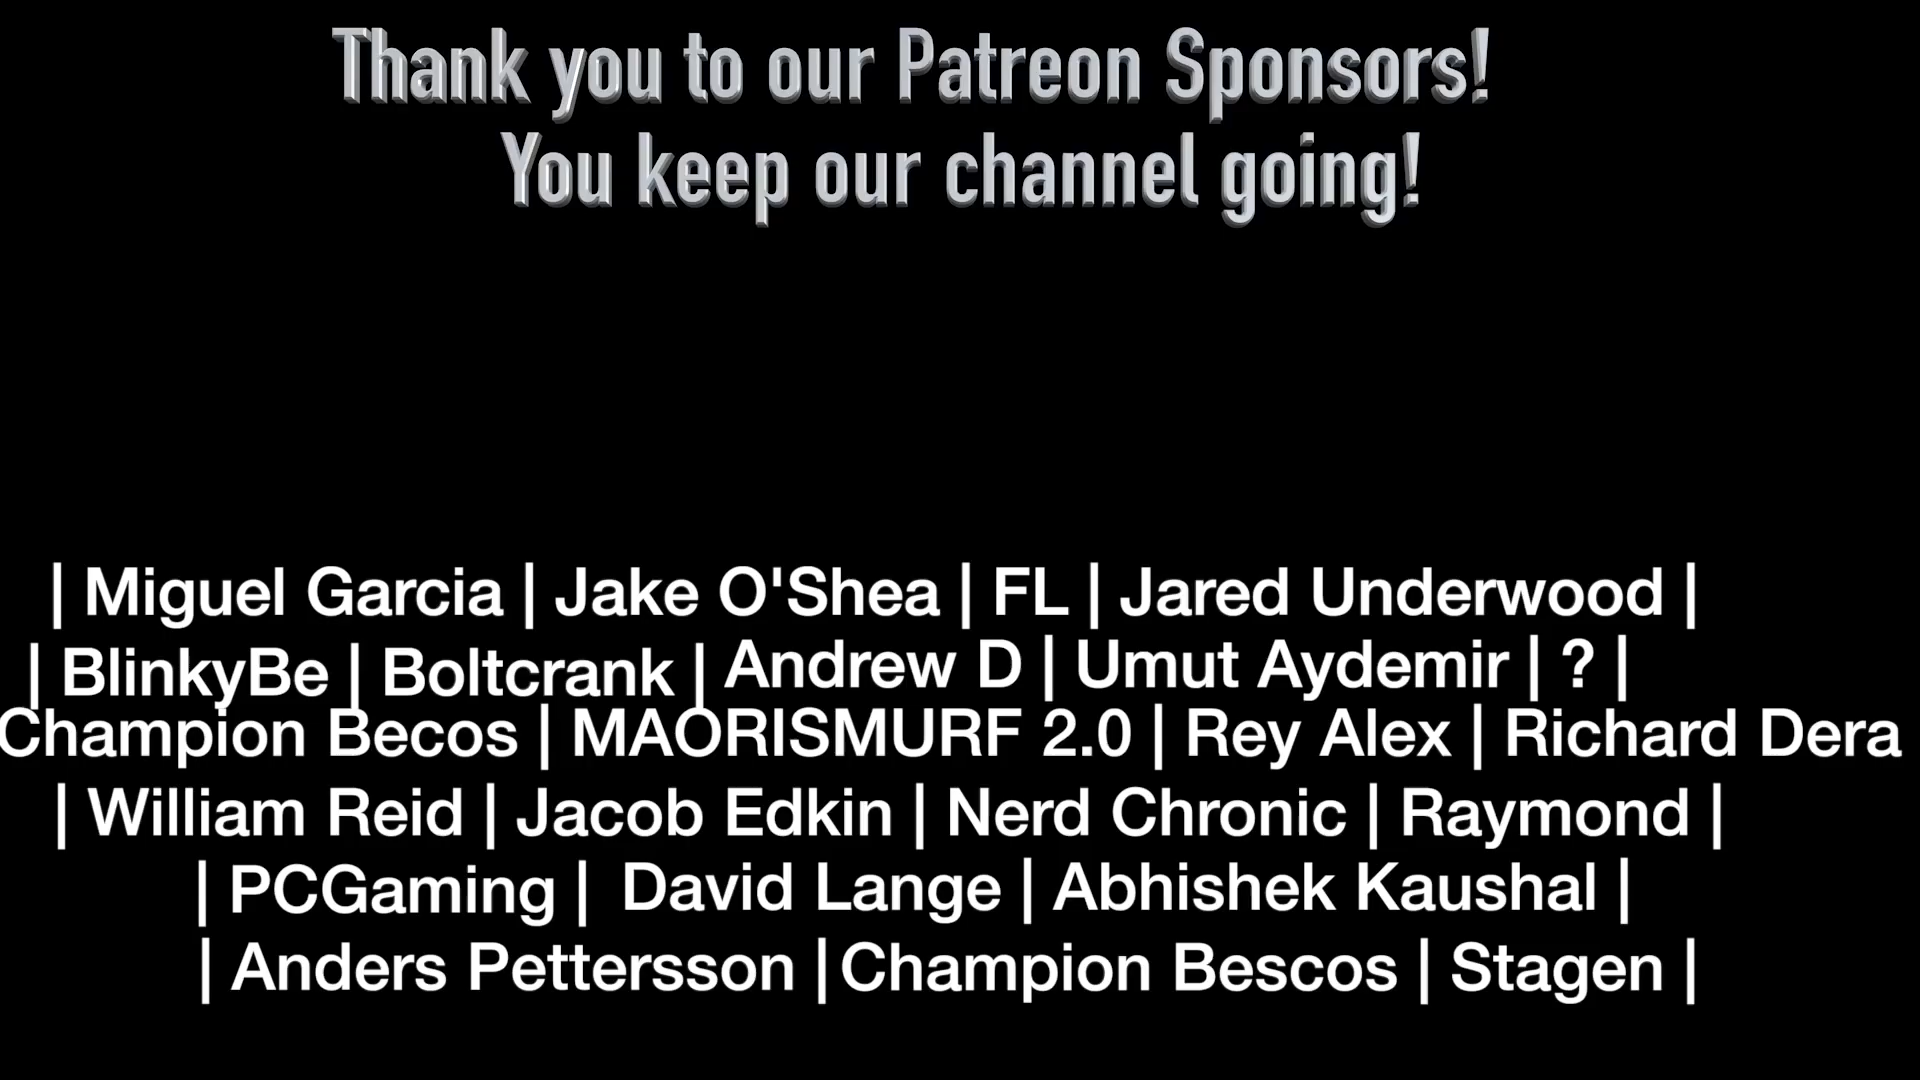 Thank you to our Patreon Sponsors!
You keep our channel going!
| Miguel Garcia | Jake O'Shea | FL | Jared Underwood |
| BlinkyBe | Boltcrank | Andrew D | Umut Aydemir | ? |
Champion Becos | MAORISMURF 2.0 | Rey Alex | Richard Dera
| William Reid | Jacob Edkin | Nerd Chronic | Raymond |
| PCGaming | David Lange | Abhishek Kaushal |
| Anders Pettersson | Champion Bescos | Stagen |